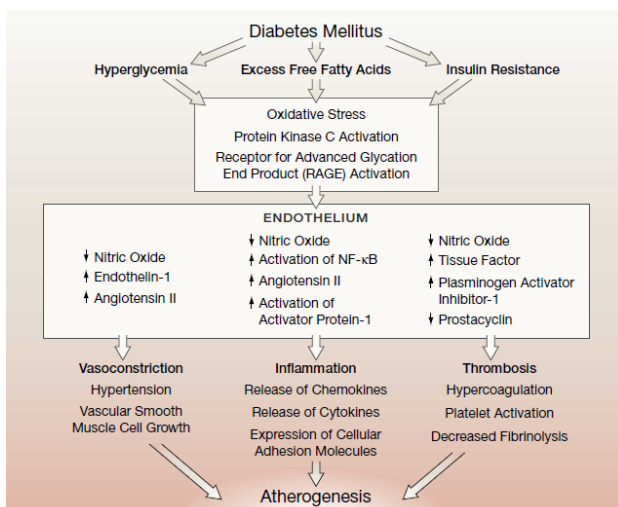 Diabetes Mellitus
Hyperglycemia
Excess Free Fatty Acids
Insulin Resistance
Oxidative Stress
Protein Kinase C Activation
Receptor for Advanced Glycation
End Product (RAGE) Activation
ENDOTHELIUM
Nitric Oxide
Endothelin-1
Angiotensin II
Nitric Oxide
Activation of NF-κB
Angiotensin II
Activation of
Activator Protein-1
Nitric Oxide
Tissue Factor
Plasminogen Activator
Inhibitor-1
Prostacyclin
Vasoconstriction
Hypertension
Vascular Smooth
Muscle Cell Growth
Inflammation
Release of Chemokines
Release of Cytokines
Expression of Cellular
Adhesion Molecules
Thrombosis
Hypercoagulation
Platelet Activation
Decreased Fibrinolysis
Atherogenesis